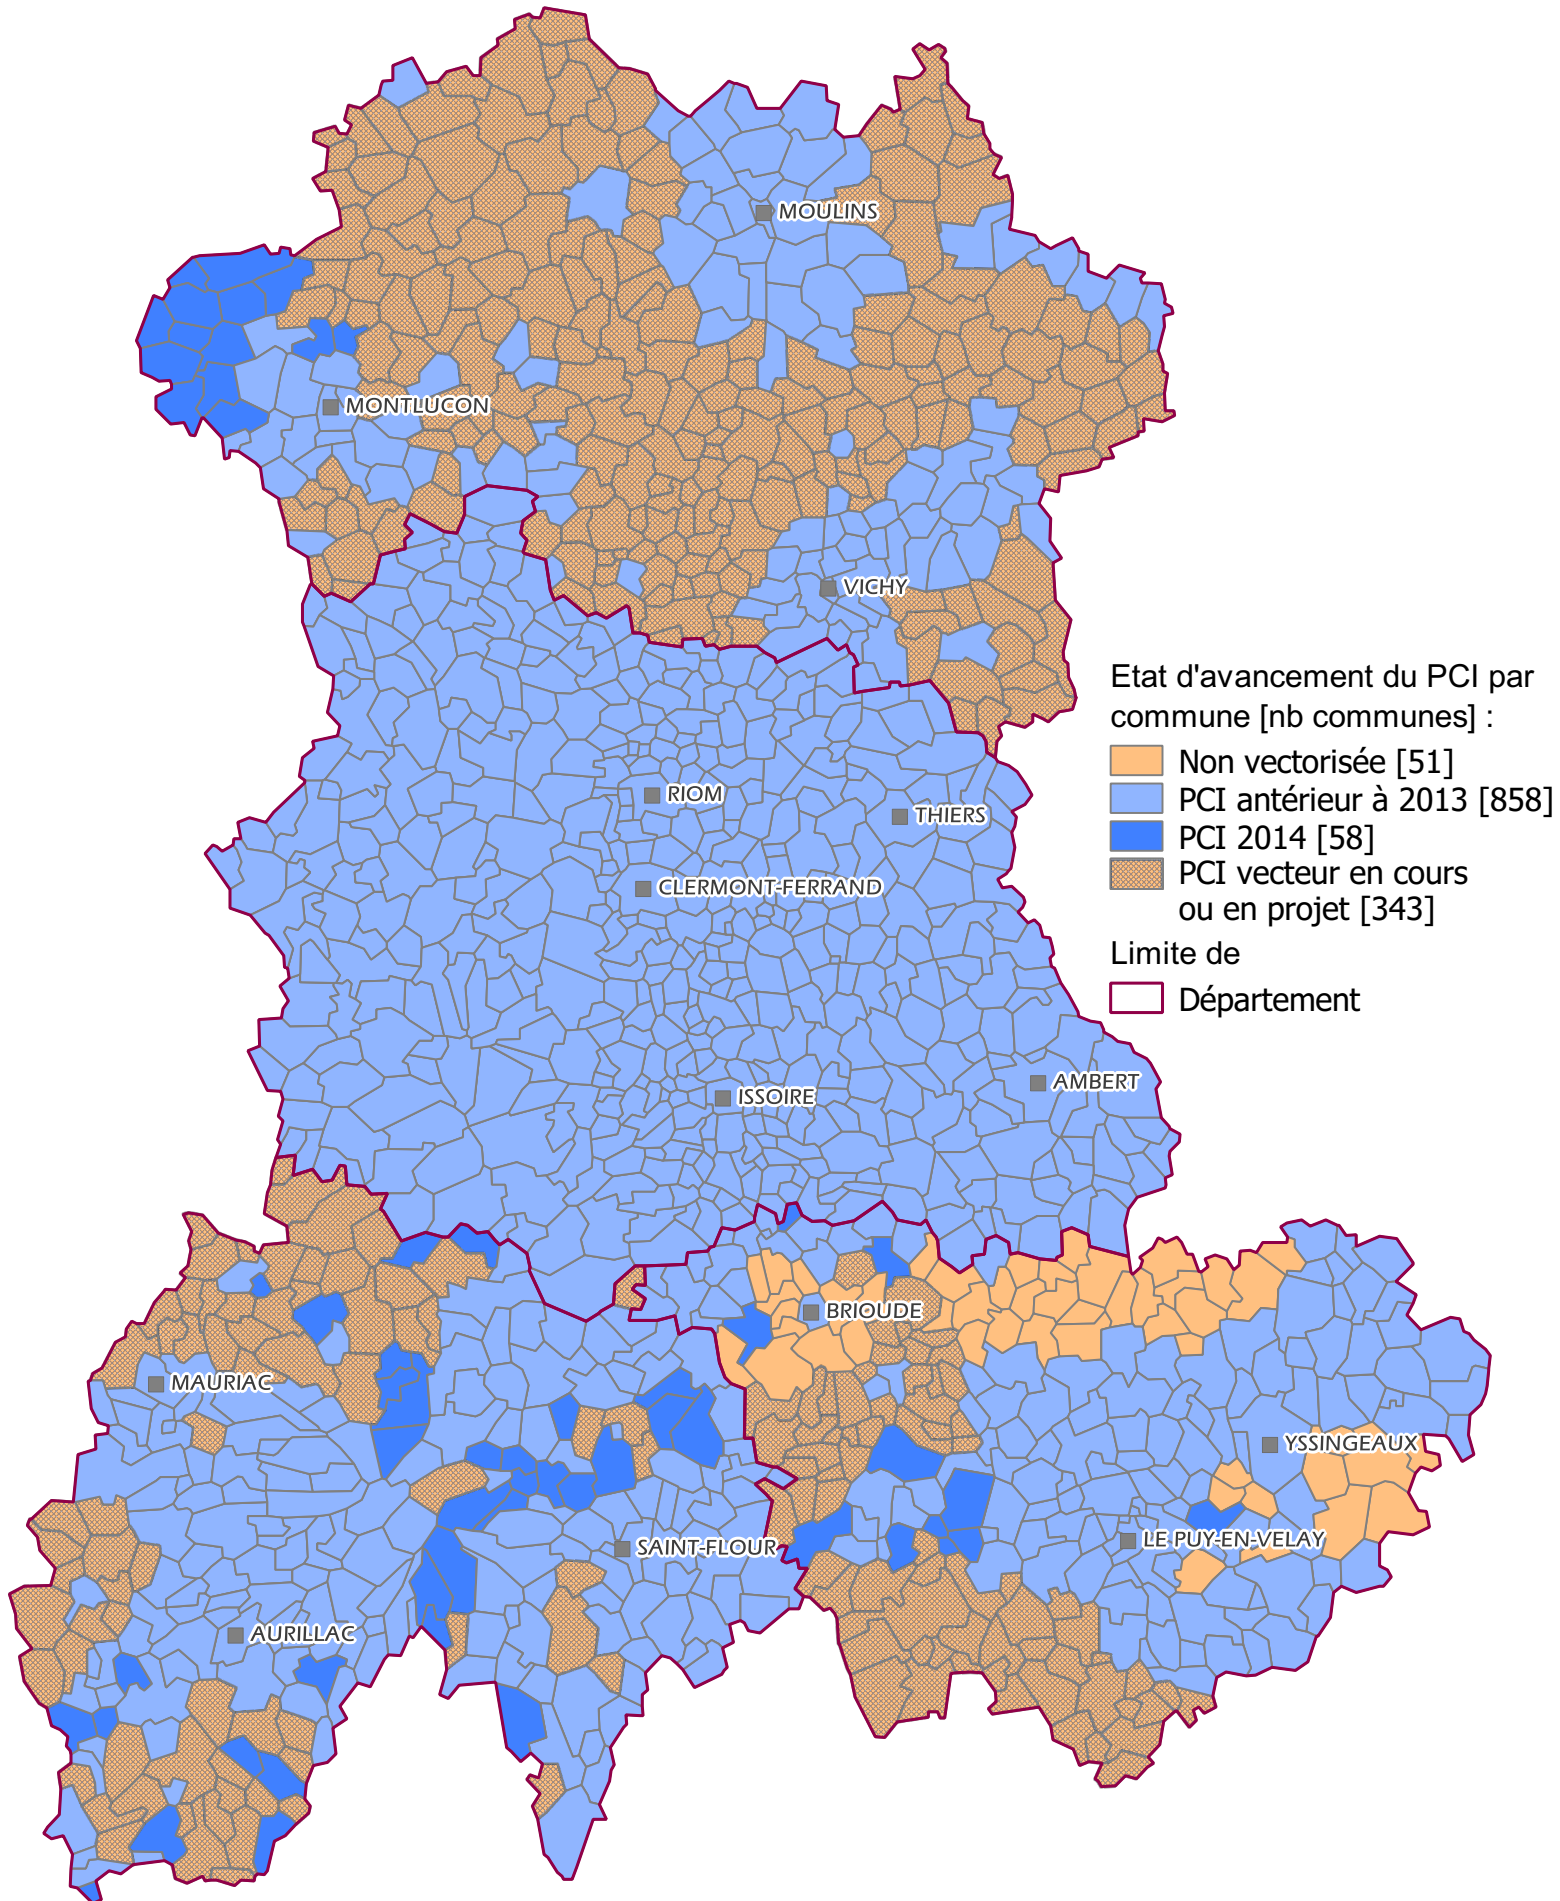 MOULINS
MONTLUCON
VICHY
Etat d'avancement du PCI par
commune [nb communes] :
Non vectorisée [51]
PCI antérieur à 2013 [858]
PCI 2014 [58]
PCI vecteur en cours
ou en projet [343]
Limite de
Département
RIOM
THIERS
CLERMONT-FERRAND
AMBERT
ISSOIRE
BRIOUDE
MAURIAC
YSSINGEAUX
LE PUY-EN-VELAY
SAINT-FLOUR
AURILLAC